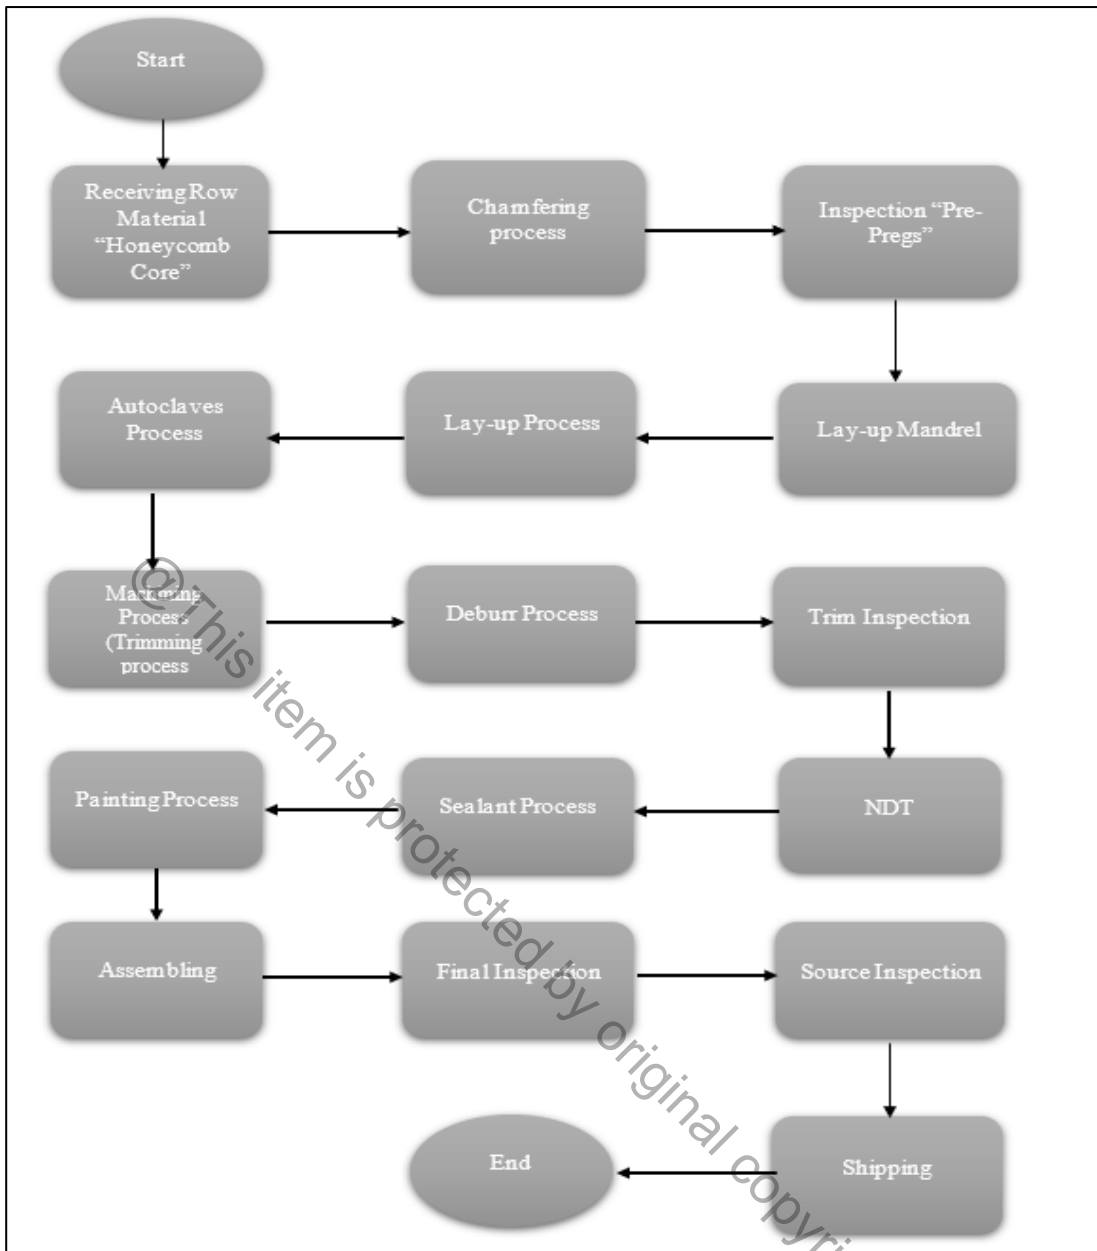 Start
Receiving Row
Material
“Honeycomb
Core”
Chamfering
process
Inspection “Pre-
Pregs”
Autoclaves
Process
Lay-up Process
Lay-up Mandrel
Machining
Process
(Trimming
process
Deburr Process
Trim Inspection
Painting Process
Sealant Process
NDT
Assembling
Final Inspection
Source Inspection
End
Shipping
@This item is protected by original